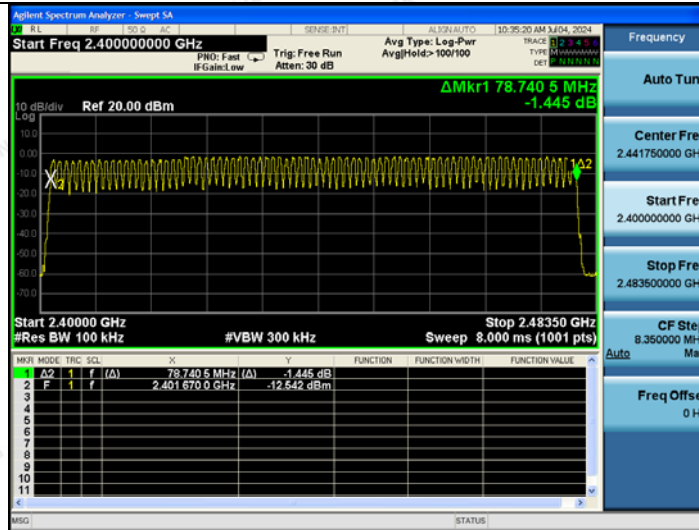 Agilent Spectrum Analyzer - Swept SA
RL RF 50 Ω AC SENSE:INT ALIGNAUTO 10:35:20 AM Jul 04, 2024
Start Freq 2.400000000 GHz
PNO: Fast
IFGain:Low
Trig: Free Run
Atten: 30 dB
Avg Type: Log-Pwr
Avg|Hold:>100/100
TRACE 1 2 3 4 5 6
TYPE M
DET P N N N N N
ΔMkr1 78.740 5 MHz
-1.445 dB
10 dB/div Ref 20.00 dBm
Log
10.0
0.00
-10.0
-20.0
-30.0
-40.0
-50.0
-60.0
-70.0
2
1Δ2
Start 2.40000 GHz Stop 2.48350 GHz
#Res BW 100 kHz #VBW 300 kHz Sweep 8.000 ms (1001 pts)
MKR MODE TRC SCL X Y FUNCTION FUNCTION WIDTH FUNCTION VALUE
1 Δ2 1 f (Δ) 78.740 5 MHz (Δ) -1.445 dB
2 F 1 f 2.401 670 0 GHz -12.542 dBm
3
4
5
6
7
8
9
10
11
MSG STATUS
Frequency
Auto Tun
Center Fre
2.441750000 GH
Start Fre
2.400000000 GH
Stop Fre
2.483500000 GH
CF Ste
8.350000 MH
Auto Ma
Freq Offse
0 H